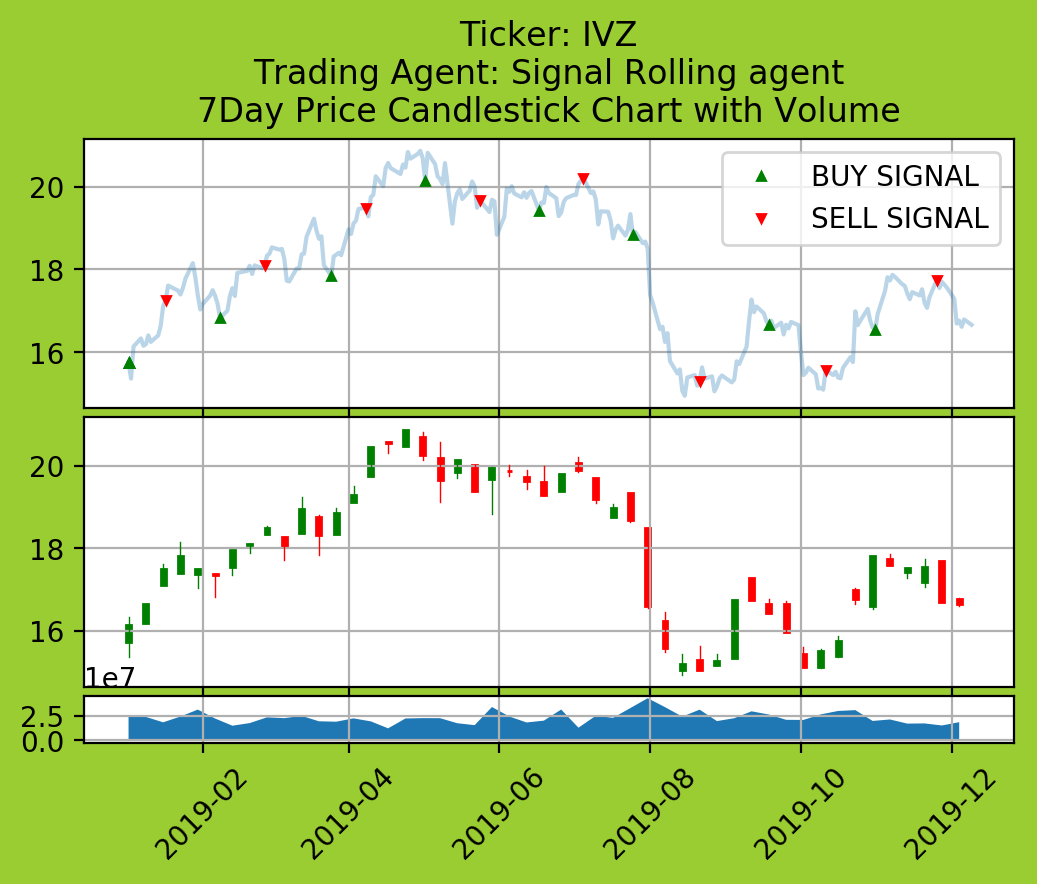 Ticker: IVZ
Trading Agent: Signal Rolling agent
7Day Price Candlestick Chart with Volume
BUY SIGNAL
SELL SIGNAL
20
18
16
20
18
16
1e7
2.5
0.0
2019-02
2019-04
2019-06
2019-08
2019-10
2019-12